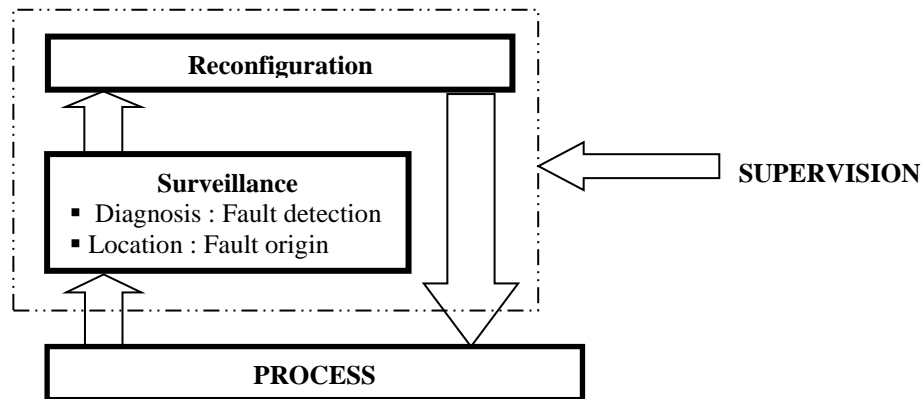 Reconfiguration
Surveillance
▪ Diagnosis : Fault detection
▪ Location : Fault origin
SUPERVISION
PROCESS